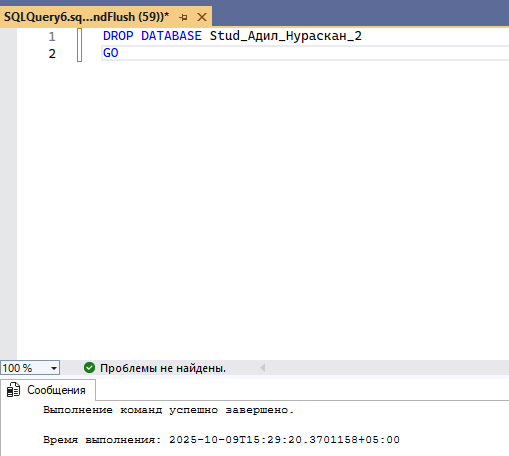 SQLQuery6.sq...ndFlush (59))*
1 DROP DATABASE Stud_Адил_Нураскан_2
2 GO
100 % Проблемы не найдены.
Сообщения
Выполнение команд успешно завершено.
Время выполнения: 2025-10-09T15:29:20.3701158+05:00